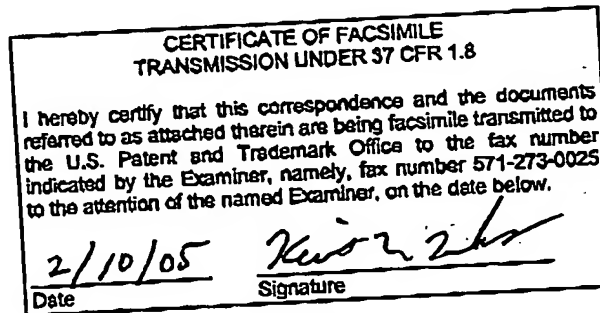 CERTIFICATE OF FACSIMILE
TRANSMISSION UNDER 37 CFR 1.8
I hereby certify that this correspondence and the documents
referred to as attached therein are being facsimile transmitted to
the U.S. Patent and Trademark Office to the fax number
indicated by the Examiner, namely, fax number 571-273-0025
to the attention of the named Examiner, on the date below.
2/10/05
Date Signature